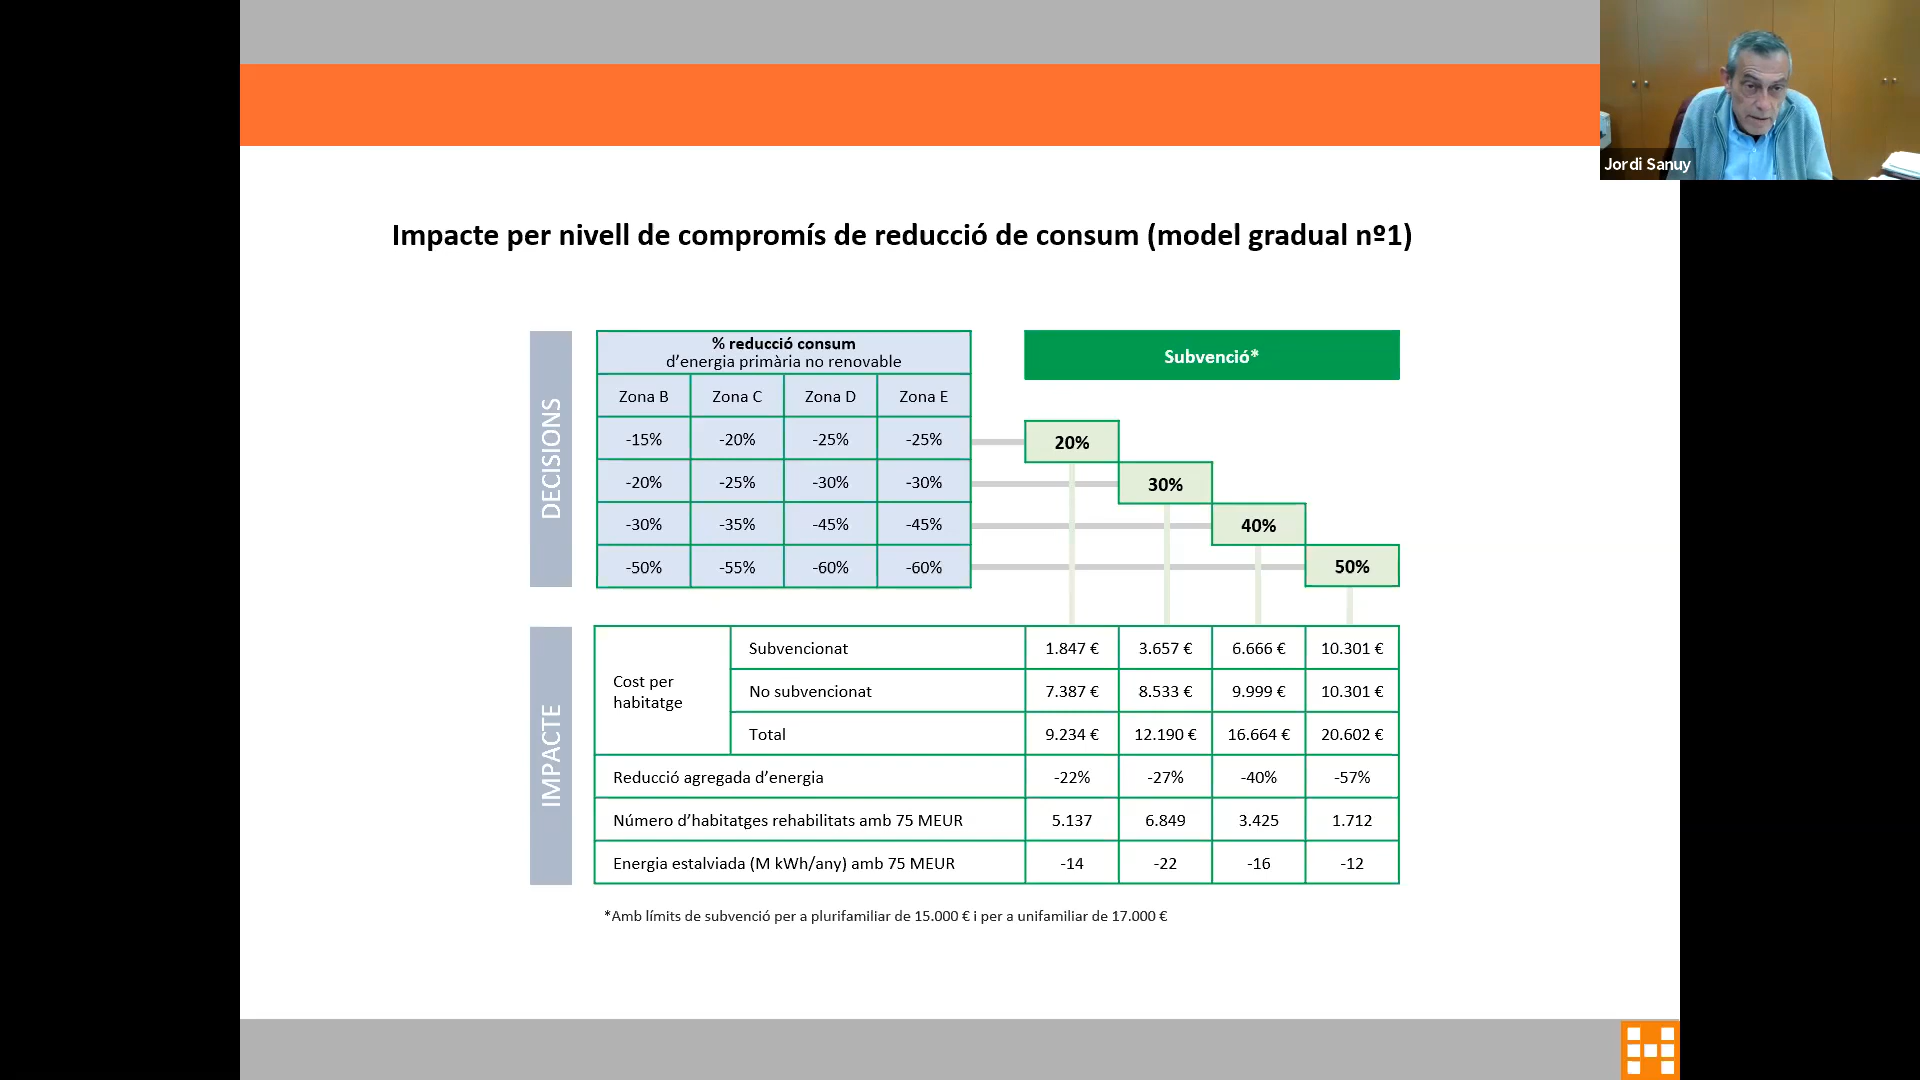 Jordi Sanuy
Impacte per nivell de compromís de reducció de consum (model gradual nº1)
DECISIONS
% reducció consum
d'energia primària no renovable
Subvenció*
Zona B Zona C Zona D Zona E
-15% -20% -25% -25% 20%
-20% -25% -30% -30% 30%
-30% -35% -45% -45% 40%
-50% -55% -60% -60% 50%
IMPACTE
Cost per
habitatge
Subvencionat 1.847 € 3.657 € 6.666 € 10.301 €
No subvencionat 7.387 € 8.533 € 9.999 € 10.301 €
Total 9.234 € 12.190 € 16.664 € 20.602 €
Reducció agregada d'energia -22% -27% -40% -57%
Número d'habitatges rehabilitats amb 75 MEUR 5.137 6.849 3.425 1.712
Energia estalviada (M kWh/any) amb 75 MEUR -14 -22 -16 -12
*Amb límits de subvenció per a plurifamiliar de 15.000 € i per a unifamiliar de 17.000 €